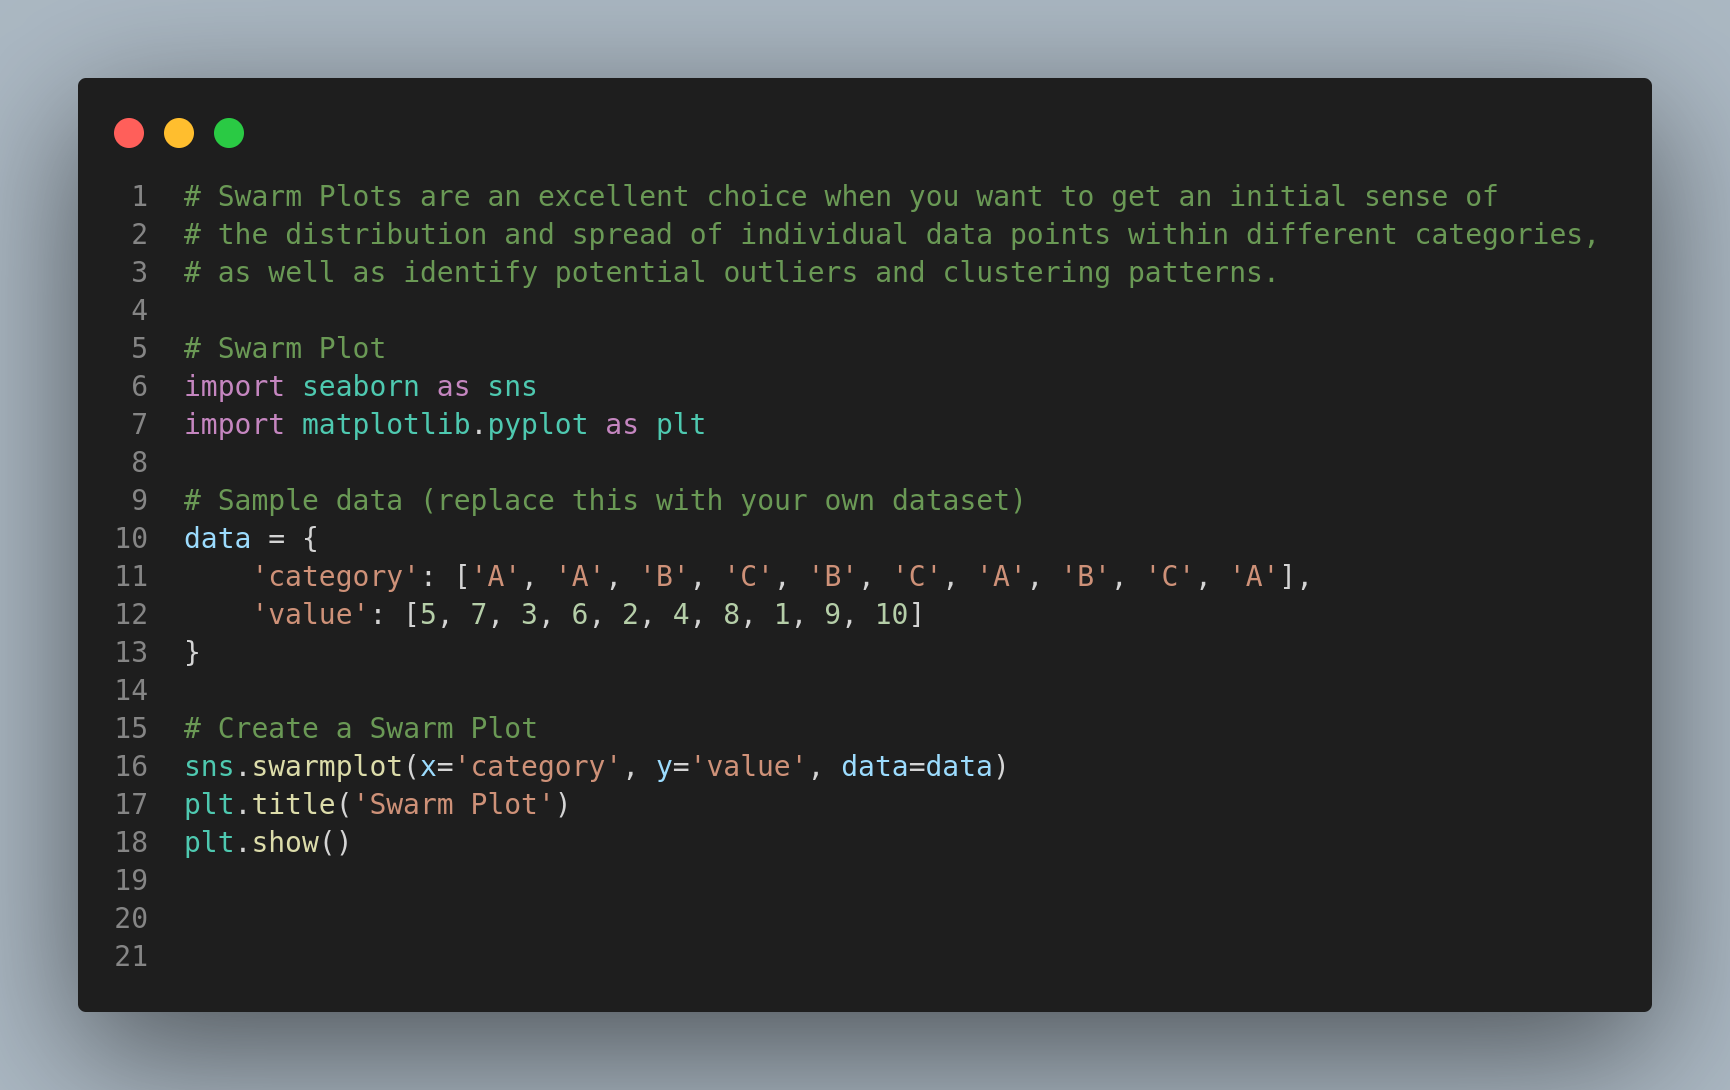 1 # Swarm Plots are an excellent choice when you want to get an initial sense of
2 # the distribution and spread of individual data points within different categories,
3 # as well as identify potential outliers and clustering patterns.
4
5 # Swarm Plot
6 import seaborn as sns
7 import matplotlib.pyplot as plt
8
9 # Sample data (replace this with your own dataset)
10 data = {
11     'category': ['A', 'A', 'B', 'C', 'B', 'C', 'A', 'B', 'C', 'A'],
12     'value': [5, 7, 3, 6, 2, 4, 8, 1, 9, 10]
13 }
14
15 # Create a Swarm Plot
16 sns.swarmplot(x='category', y='value', data=data)
17 plt.title('Swarm Plot')
18 plt.show()
19
20
21